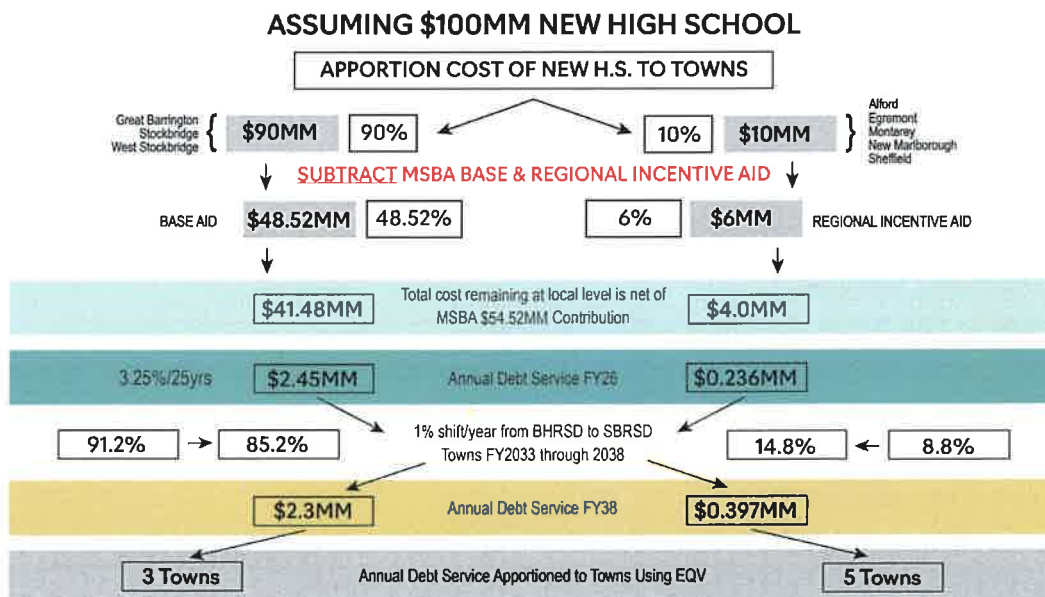 ASSUMING $100MM NEW HIGH SCHOOL
APPORTION COST OF NEW H.S. TO TOWNS
Great Barrington
Stockbridge
West Stockbridge
$90MM
90%
10%
$10MM
Alford
Egremont
Monterey
New Marlborough
Sheffield
SUBTRACT MSBA BASE & REGIONAL INCENTIVE AID
BASE AID
$48.52MM
48.52%
6%
$6MM
REGIONAL INCENTIVE AID
$41.48MM
Total cost remaining at local level is net of
MSBA $54.52MM Contribution
$4.0MM
3.25%/25yrs
$2.45MM
Annual Debt Service FY26
$0.236MM
91.2%
85.2%
1% shift/year from BHRSD to SBRSD
Towns FY2033 through 2038
14.8%
8.8%
$2.3MM
Annual Debt Service FY38
$0.397MM
3 Towns
Annual Debt Service Apportioned to Towns Using EQV
5 Towns